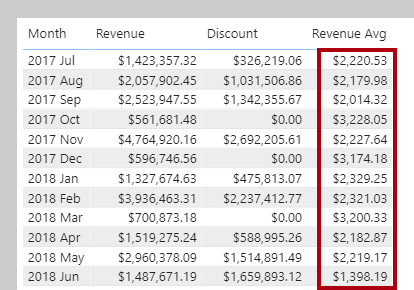 Month Revenue Discount Revenue Avg
2017 Jul $1,423,357.32 $326,219.06 $2,220.53
2017 Aug $2,057,902.45 $1,031,506.86 $2,179.98
2017 Sep $2,523,947.55 $1,342,355.67 $2,014.32
2017 Oct $561,681.48 $0.00 $3,228.05
2017 Nov $4,764,920.16 $2,692,205.61 $2,227.64
2017 Dec $596,746.56 $0.00 $3,174.18
2018 Jan $1,327,674.63 $475,813.07 $2,329.25
2018 Feb $3,936,463.31 $2,237,412.77 $2,321.03
2018 Mar $700,873.18 $0.00 $3,200.33
2018 Apr $1,519,275.24 $588,995.26 $2,182.87
2018 May $2,960,378.09 $1,514,891.49 $2,219.17
2018 Jun $1,487,671.19 $1,659,893.12 $1,398.19